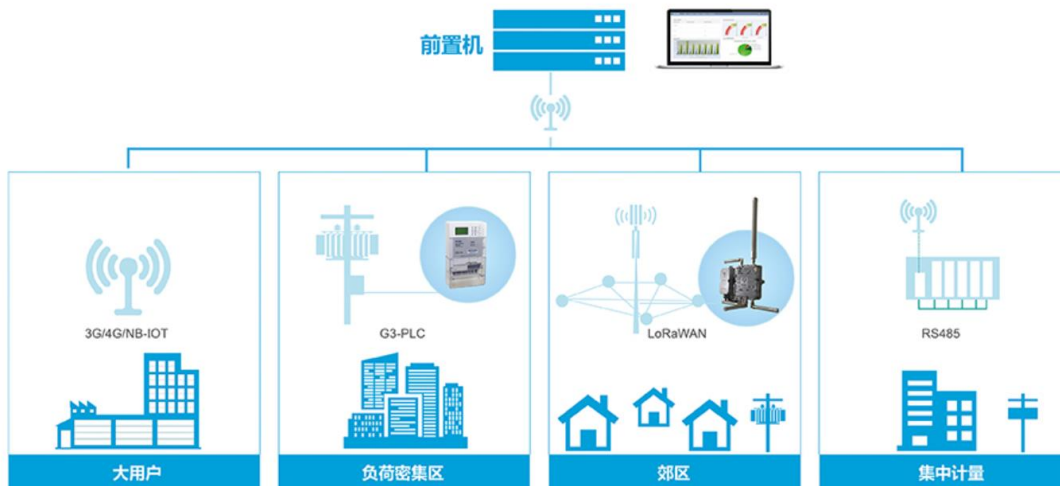 前置机
3G/4G/NB-IOT
G3-PLC
LoRaWAN
RS485
大用户
负荷密集区
郊区
集中计量